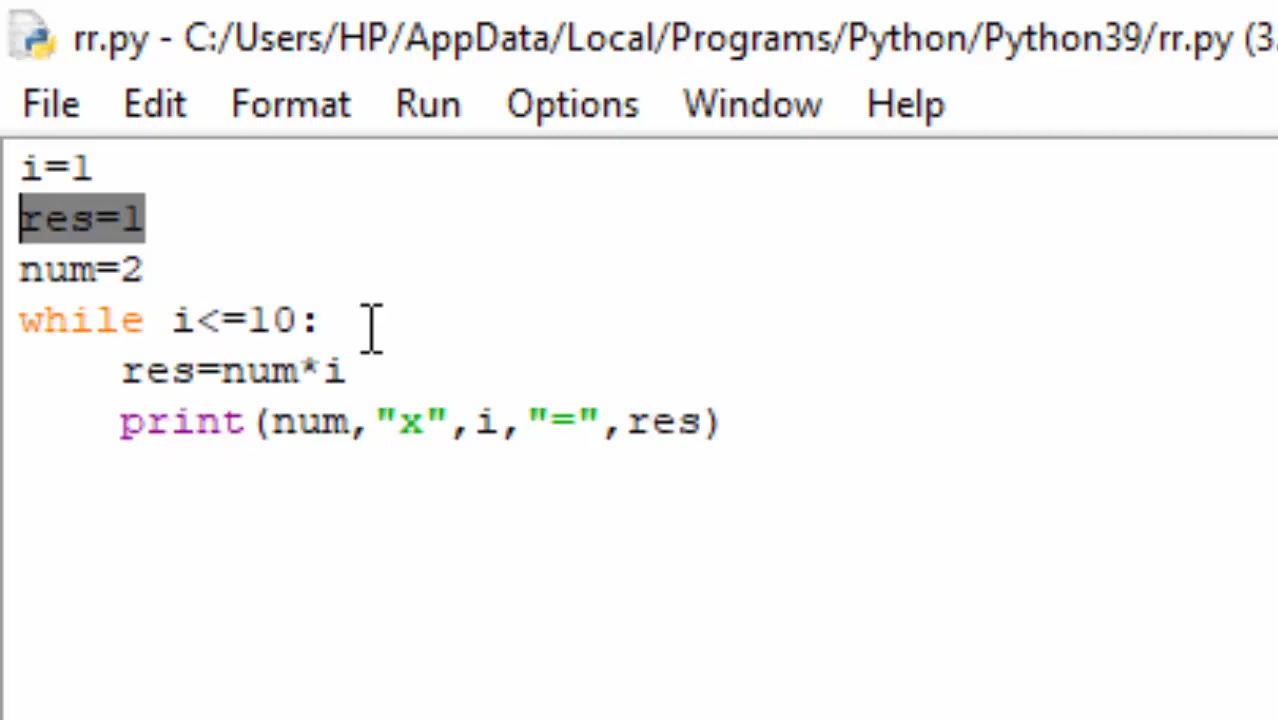 rr.py - C:/Users/HP/AppData/Local/Programs/Python/Python39/rr.py (3.
File Edit Format Run Options Window Help
i=1
res=1
num=2
while i<=10:
    res=num*i
    print(num,"x",i,"=",res)